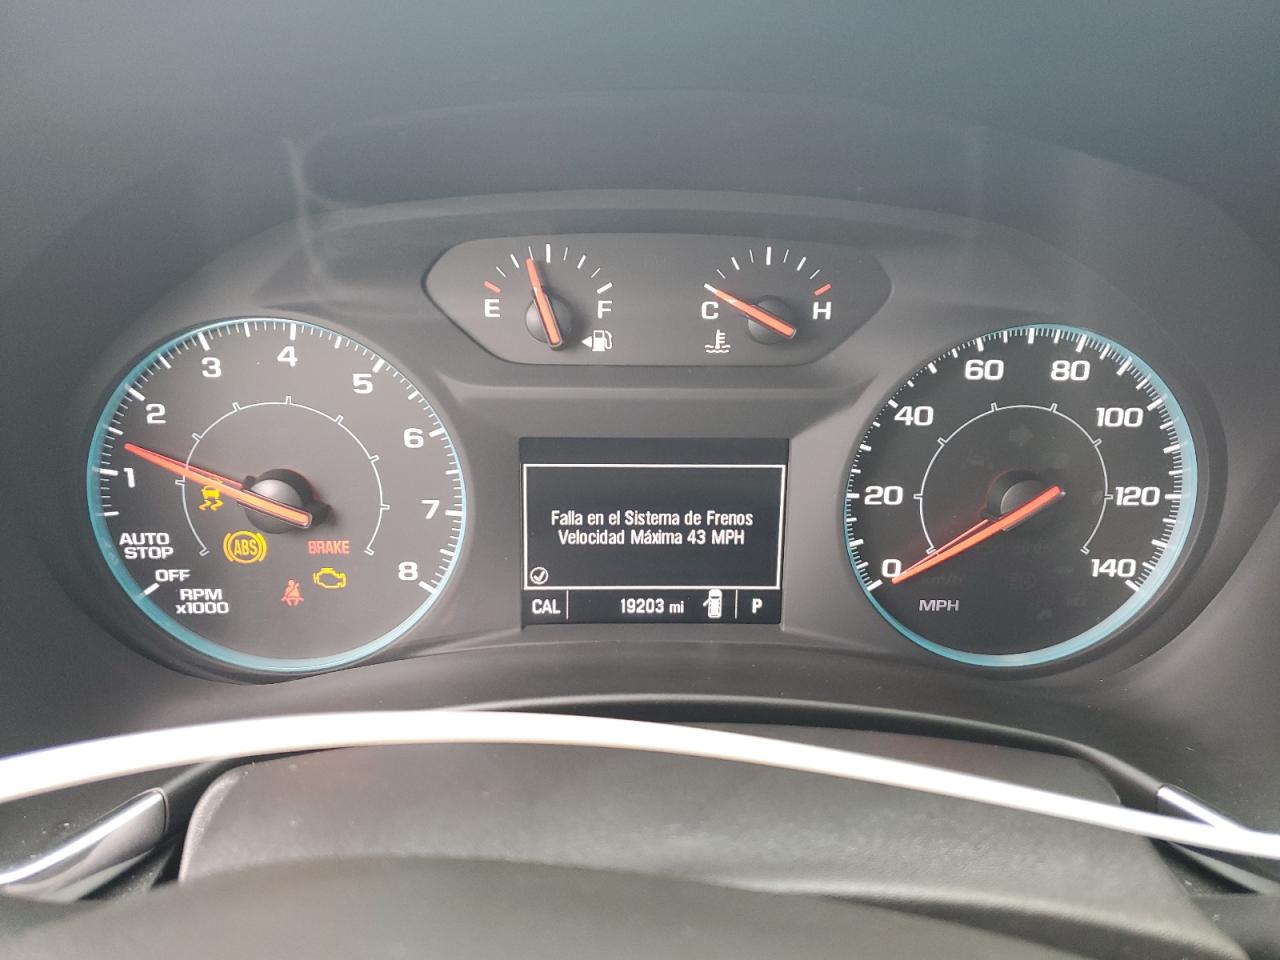 E
F
C
H
1
2
3
4
5
6
7
8
AUTO
STOP
OFF
RPM
x1000
ABS
BRAKE
Falla en el Sistema de Frenos
Velocidad Máxima 43 MPH
CAL
19203 mi
P
0
20
40
60
80
100
120
140
MPH
km/h